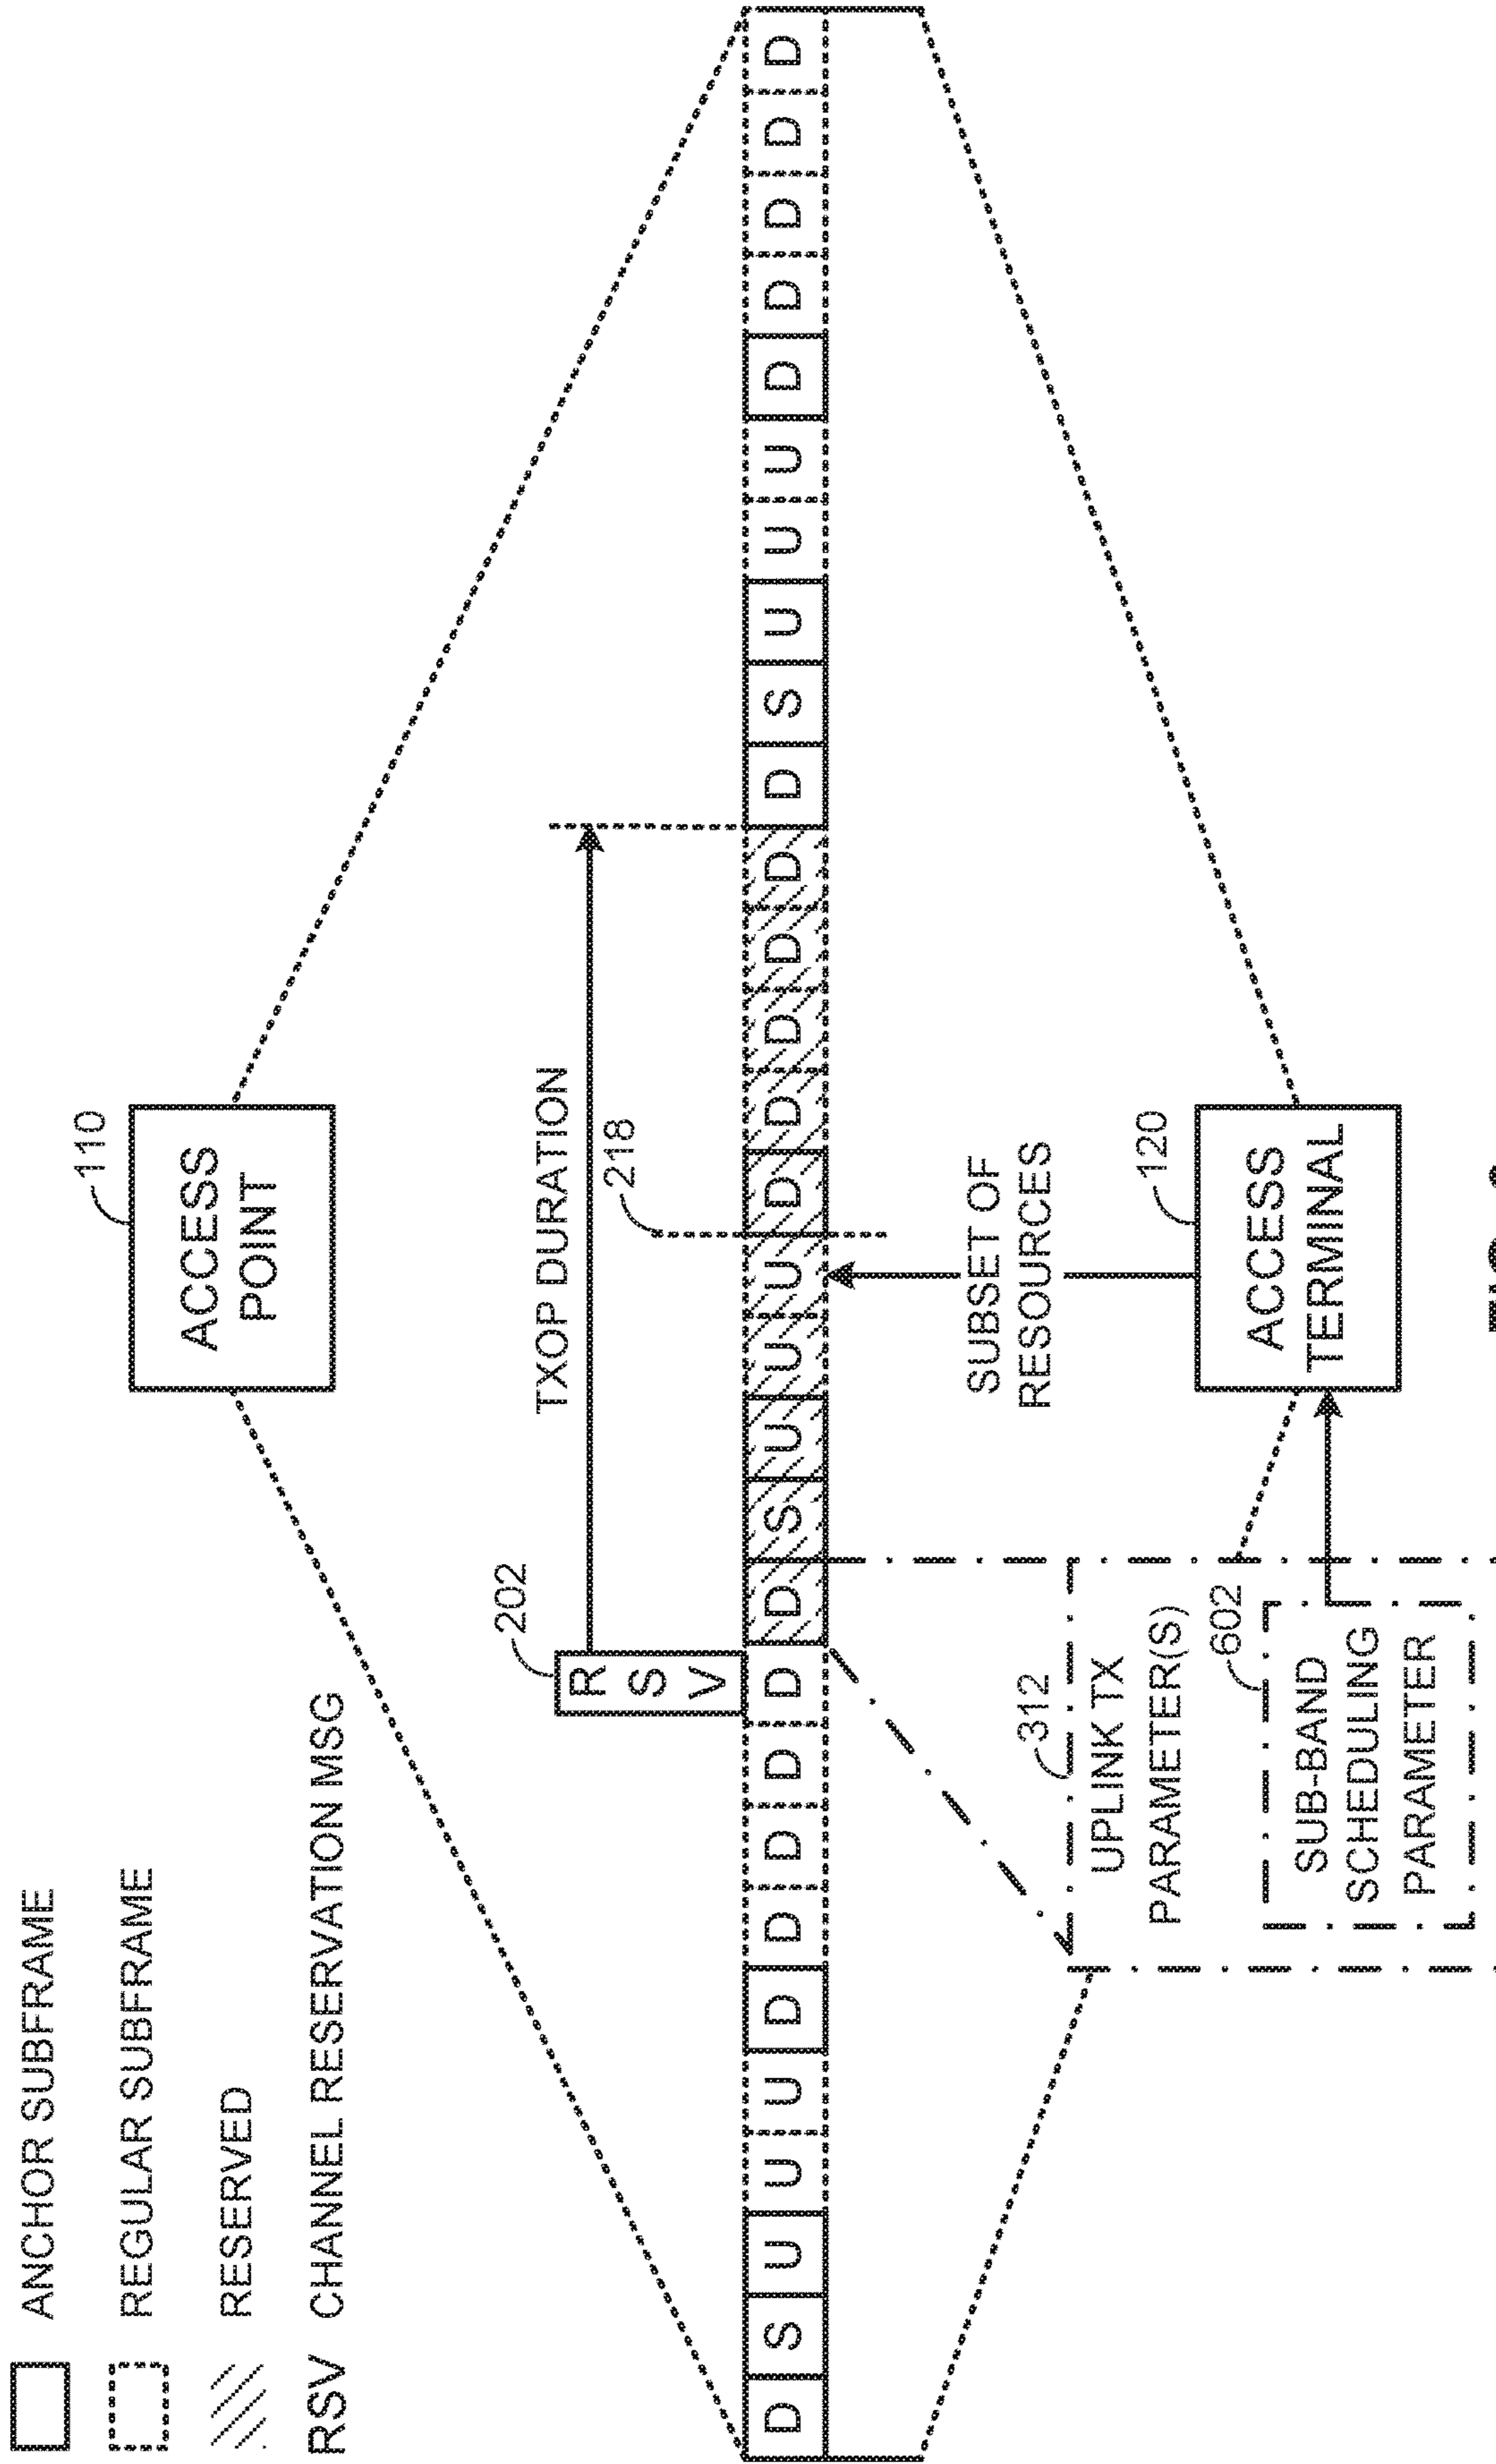 ANCHOR SUBFRAME
REGULAR SUBFRAME
RESERVED
RSV CHANNEL RESERVATION MSG
110
ACCESS
POINT
TXOP DURATION
202
RSV
218
D S U U U D D D D D D S U U U D D D D D D S U U U D D D D D
SUBSET OF
RESOURCES
312
UPLINK TX
PARAMETER(S)
602
SUB-BAND
SCHEDULING
PARAMETER
120
ACCESS
TERMINAL